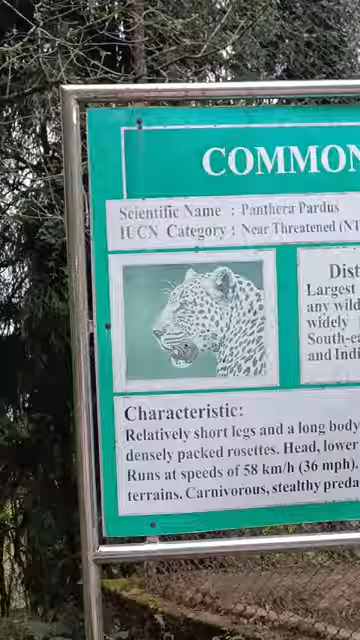 COMMON
Scientific Name : Panthera Pardus
IUCN Category : Near Threatened (NT
Dist
Largest
any wild
widely
South-ea
and Indi
Characteristic:
Relatively short legs and a long body
densely packed rosettes. Head, lower
Runs at speeds of 58 km/h (36 mph).
terrains. Carnivorous, stealthy preda